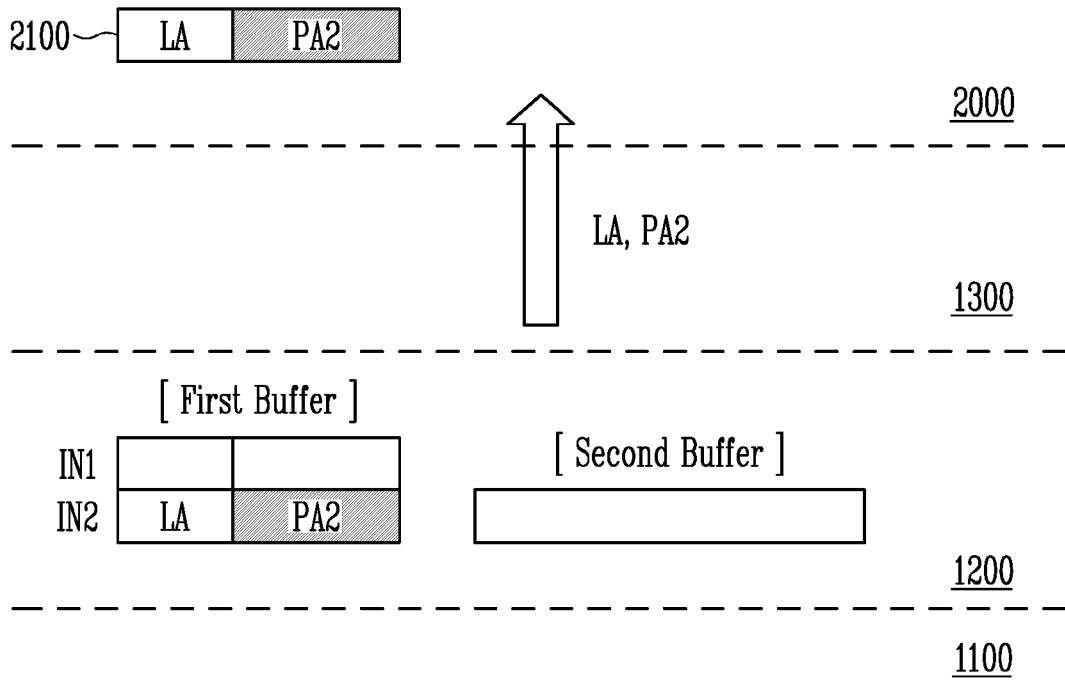 2100 LA PA2
2000
LA, PA2
1300
[ First Buffer ]
IN1
[ Second Buffer ]
IN2 LA PA2
1200
1100